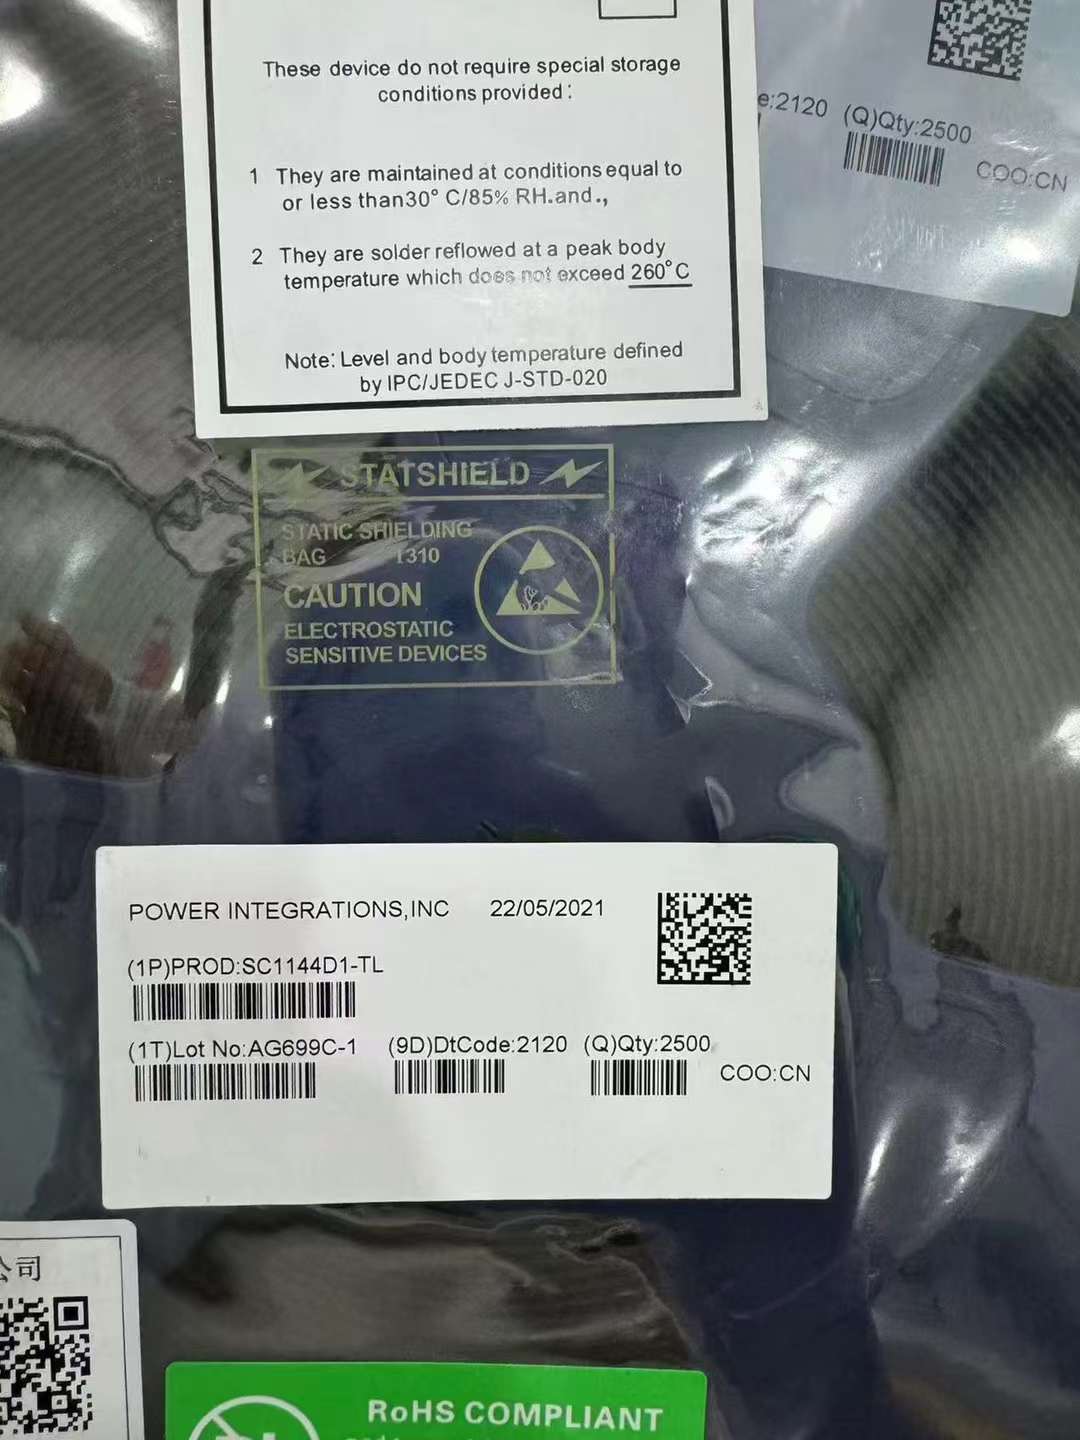 These device do not require special storage
conditions provided:
1 They are maintained at conditions equal to
or less than30° C/85% RH.and.,
2 They are solder reflowed at a peak body
temperature which does not exceed 260°C
Note: Level and body temperature defined
by IPC/JEDEC J-STD-020
e:2120 (Q)Qty:2500
COO:CN
STATSHIELD
STATIC SHIELDING
BAG 1310
CAUTION
ELECTROSTATIC
SENSITIVE DEVICES
POWER INTEGRATIONS,INC 22/05/2021
(1P)PROD:SC1144D1-TL
(1T)Lot No:AG699C-1 (9D)DtCode:2120 (Q)Qty:2500
COO:CN
公司
RoHS COMPLIANT